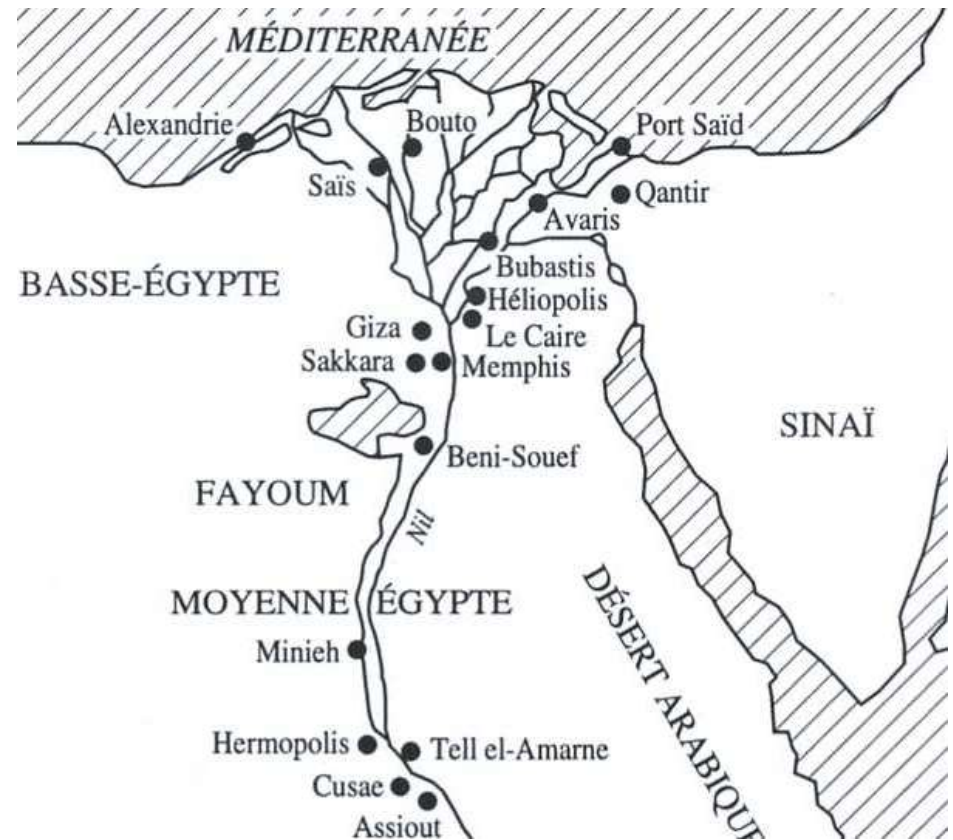 MÉDITERRANÉE
Alexandrie
Bouto
Port Saïd
Saïs
Qantir
Avaris
BASSE-ÉGYPTE
Bubastis
Héliopolis
Giza
Le Caire
Sakkara
Memphis
SINAÏ
Beni-Souef
FAYOUM
Nil
MOYENNE ÉGYPTE
DÉSERT ARABIQUE
Minieh
Hermopolis
Tell el-Amarne
Cusae
Assiout